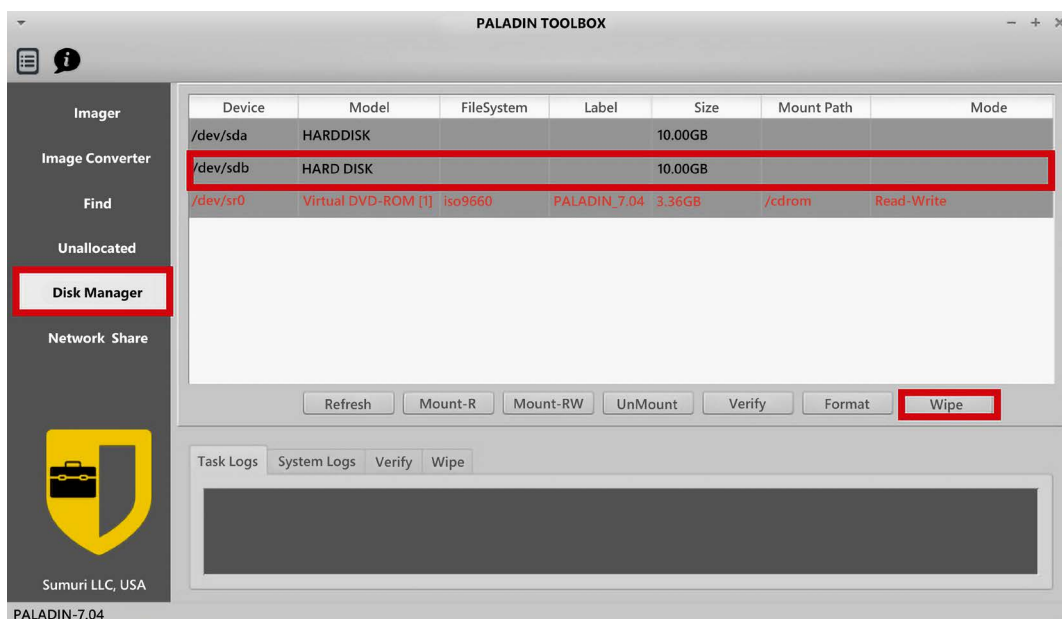 PALADIN TOOLBOX
Imager
Image Converter
Find
Unallocated
Disk Manager
Network Share
Device Model FileSystem Label Size Mount Path Mode
/dev/sda HARDDISK 10.00GB
/dev/sdb HARD DISK 10.00GB
/dev/sr0 Virtual DVD-ROM [1] iso9660 PALADIN_7.04 3.36GB /cdrom Read-Write
Refresh Mount-R Mount-RW UnMount Verify Format Wipe
Task Logs System Logs Verify Wipe
Sumuri LLC, USA
PALADIN-7.04